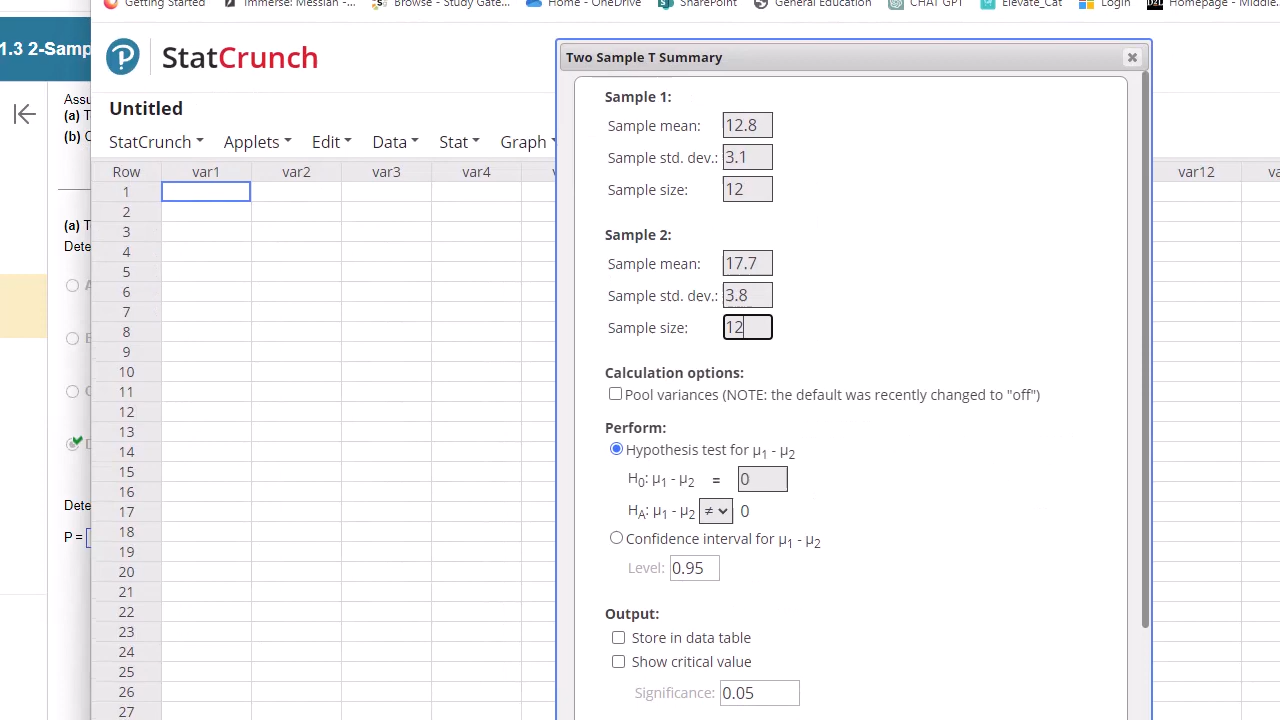 Getting Started
Immerse: Messiah -...
Browse - Study Gate...
Home - OneDrive
SharePoint
General Education
CHAT GPT
Elevate_Cat
Login
D2L
Homepage - Middle.
1.3 2-Samp
P
StatCrunch
Two Sample T Summary
Assu
(a) T
(b) C
Untitled
StatCrunch Applets Edit Data Stat Graph
Row var1 var2 var3 var4 var12 va
1
2
3
4
5
6
7
8
9
10
11
12
13
14
15
16
17
18
19
20
21
22
23
24
25
26
27
(a) T
Dete
A
B
C
D
Dete
P =
Sample 1:
Sample mean: 12.8
Sample std. dev.: 3.1
Sample size: 12
Sample 2:
Sample mean: 17.7
Sample std. dev.: 3.8
Sample size: 12
Calculation options:
Pool variances (NOTE: the default was recently changed to "off")
Perform:
Hypothesis test for μ1 - μ2
H0: μ1 - μ2 = 0
HA: μ1 - μ2 ≠ 0
Confidence interval for μ1 - μ2
Level: 0.95
Output:
Store in data table
Show critical value
Significance: 0.05